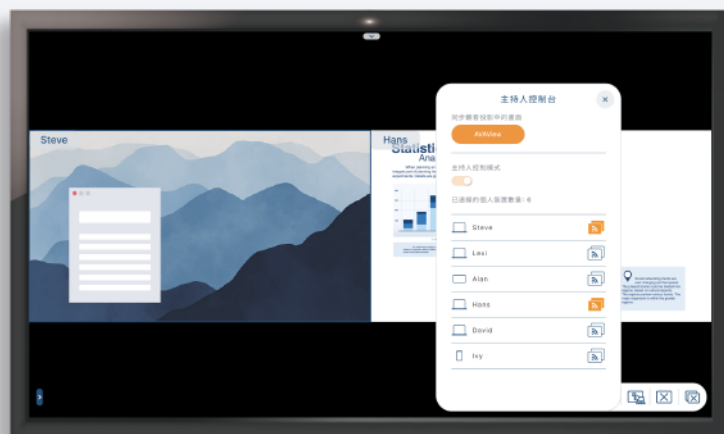 Steve
Hans
Statisti
Ana
主持人控制台
同步觀看投影中的畫面
AVAView
主持人控制模式
已連線的個人裝置數量: 6
Steve
Lesi
Alan
Hans
David
Ivy